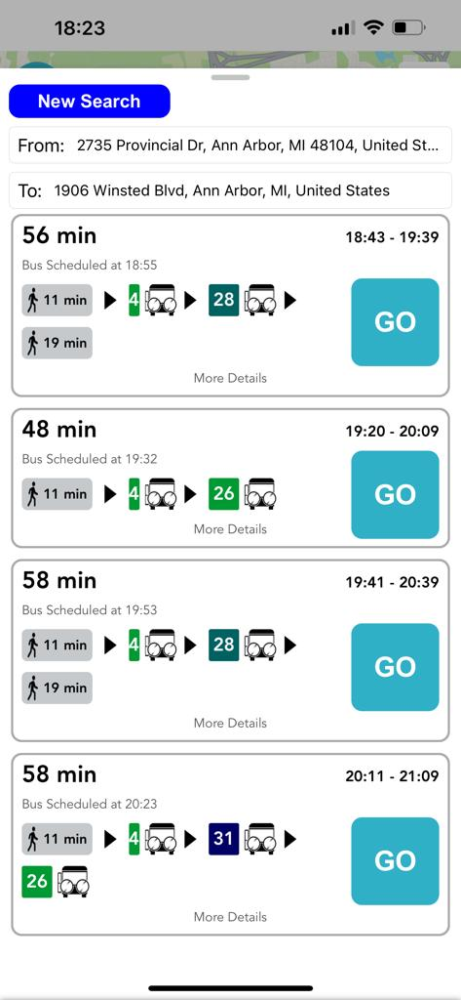 18:23
New Search
From: 2735 Provincial Dr, Ann Arbor, MI 48104, United St...
To: 1906 Winsted Blvd, Ann Arbor, MI, United States
56 min 18:43 - 19:39
Bus Scheduled at 18:55
11 min 4 28
GO
19 min
More Details
48 min 19:20 - 20:09
Bus Scheduled at 19:32
11 min 4 26
GO
More Details
58 min 19:41 - 20:39
Bus Scheduled at 19:53
11 min 4 28
GO
19 min
More Details
58 min 20:11 - 21:09
Bus Scheduled at 20:23
11 min 4 31
GO
26
More Details